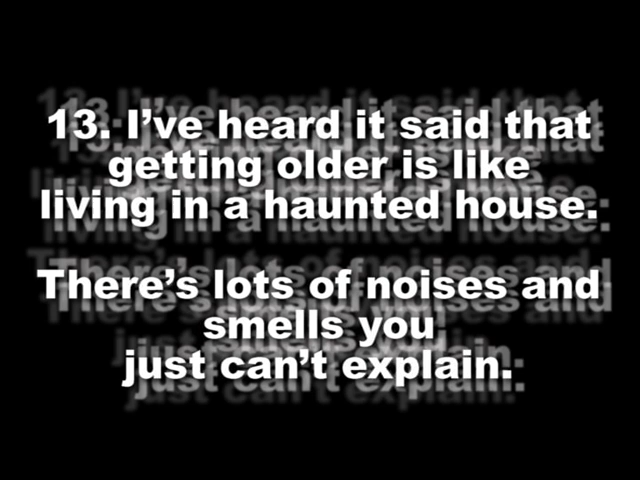 13. I’ve heard it said that
getting older is like
living in a haunted house.
There’s lots of noises and
smells you
just can’t explain.